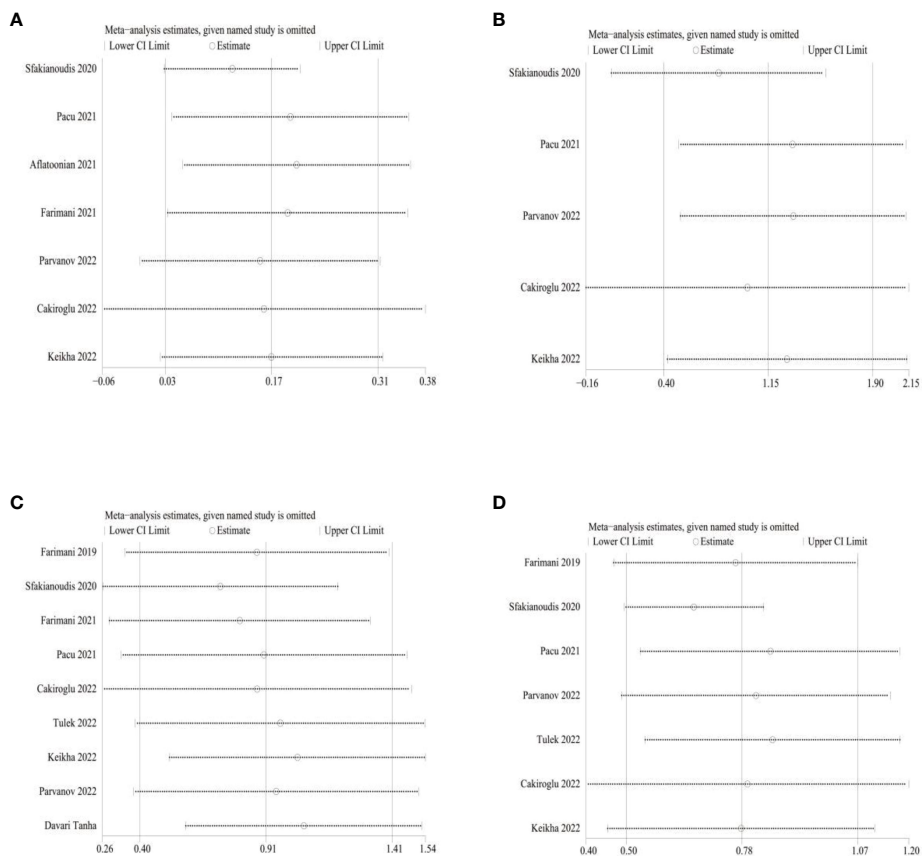 A
Meta-analysis estimates, given named study is omitted
Lower CI Limit Estimate Upper CI Limit
Sfakianoudis 2020
Pacu 2021
Aflatoonian 2021
Farimani 2021
Parvanov 2022
Cakiroglu 2022
Keikha 2022
-0.06 0.03 0.17 0.31 0.38
B
Meta-analysis estimates, given named study is omitted
Lower CI Limit Estimate Upper CI Limit
Sfakianoudis 2020
Pacu 2021
Parvanov 2022
Cakiroglu 2022
Keikha 2022
-0.16 0.40 1.15 1.90 2.15
C
Meta-analysis estimates, given named study is omitted
Lower CI Limit Estimate Upper CI Limit
Farimani 2019
Sfakianoudis 2020
Farimani 2021
Pacu 2021
Cakiroglu 2022
Tulek 2022
Keikha 2022
Parvanov 2022
Davari Tanha
0.26 0.40 0.91 1.41 1.54
D
Meta-analysis estimates, given named study is omitted
Lower CI Limit Estimate Upper CI Limit
Farimani 2019
Sfakianoudis 2020
Pacu 2021
Parvanov 2022
Tulek 2022
Cakiroglu 2022
Keikha 2022
0.40 0.50 0.78 1.07 1.20